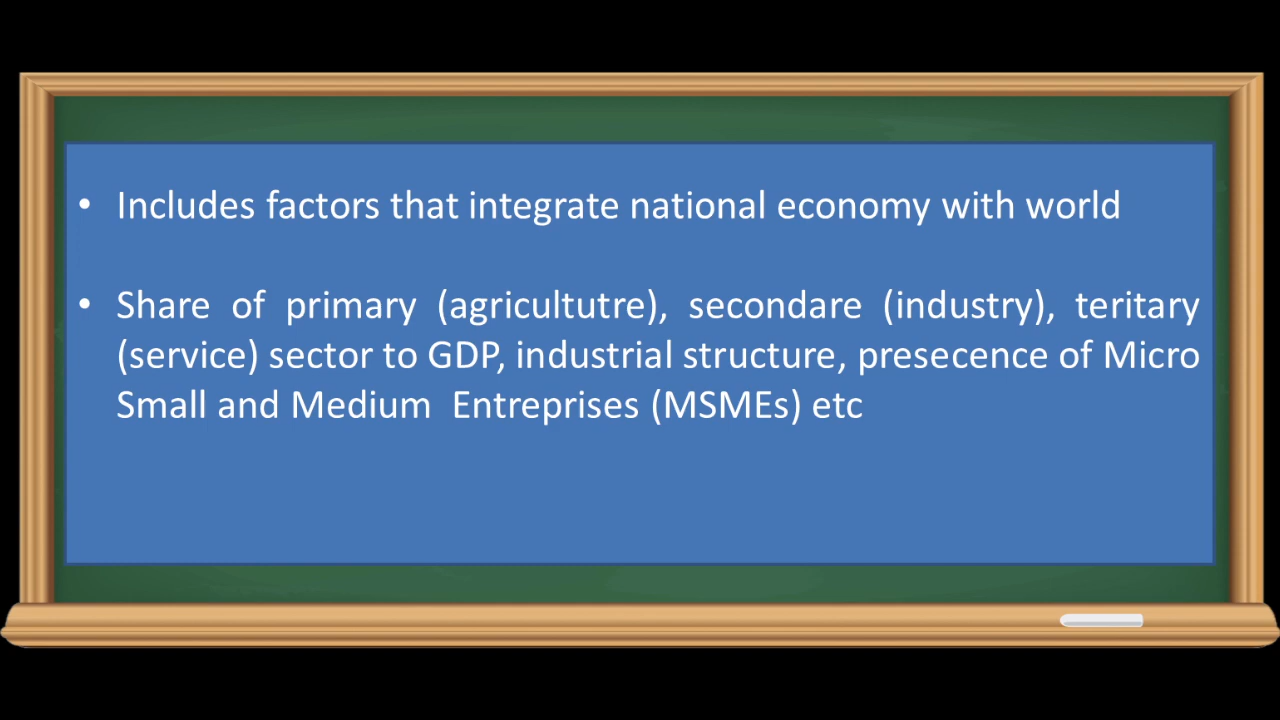 • Includes factors that integrate national economy with world
• Share of primary (agricultutre), secondare (industry), teritary
(service) sector to GDP, industrial structure, presecence of Micro
Small and Medium  Entreprises (MSMEs) etc